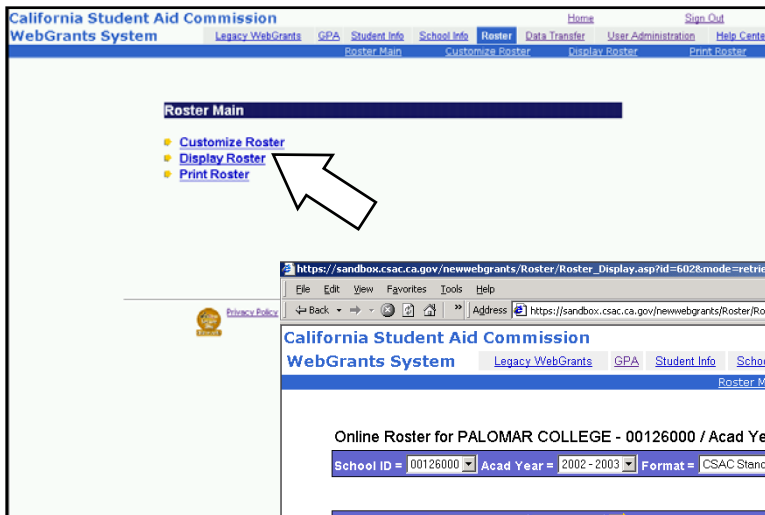 California Student Aid Commission Home Sign Out
WebGrants System Legacy WebGrants GPA Student Info School Info Roster Data Transfer User Administration Help Cente
Roster Main Customize Roster Display Roster Print Roster
Roster Main
Customize Roster
Display Roster
Print Roster
Privacy Policy
https://sandbox.csac.ca.gov/newwebgrants/Roster/Roster_Display.asp?id=602&mode=retrie
File Edit View Favorites Tools Help
Back » Address https://sandbox.csac.ca.gov/newwebgrants/Roster/Ro
California Student Aid Commission
WebGrants System Legacy WebGrants GPA Student Info Schoo
Roster M
Online Roster for PALOMAR COLLEGE - 00126000 / Acad Ye
School ID = 00126000 Acad Year = 2002 - 2003 Format = CSAC Stand